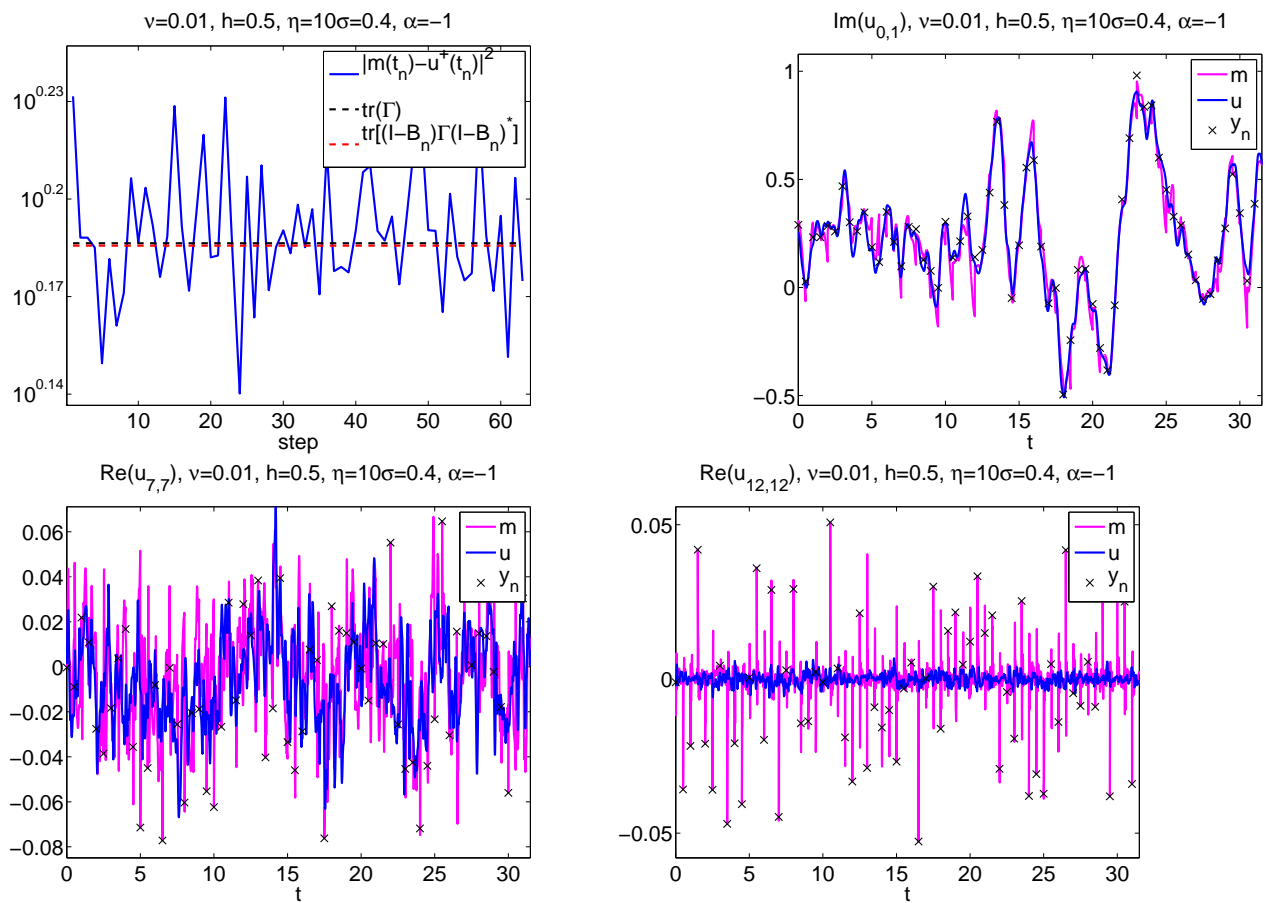 ν=0.01, h=0.5, η=10σ=0.4, α=−1
|m(t_n)−u^+(t_n)|^2
tr(Γ)
tr[(I−B_n)Γ(I−B_n)^*]
10^0.23
10^0.2
10^0.17
10^0.14
10 20 30 40 50 60
step
Im(u_0,1), ν=0.01, h=0.5, η=10σ=0.4, α=−1
m
u
y_n
1
0.5
0
−0.5
0 5 10 15 20 25 30
t
Re(u_7,7), ν=0.01, h=0.5, η=10σ=0.4, α=−1
m
u
y_n
0.06
0.04
0.02
0
−0.02
−0.04
−0.06
−0.08
0 5 10 15 20 25 30
t
Re(u_12,12), ν=0.01, h=0.5, η=10σ=0.4, α=−1
m
u
y_n
0.05
0
−0.05
0 5 10 15 20 25 30
t